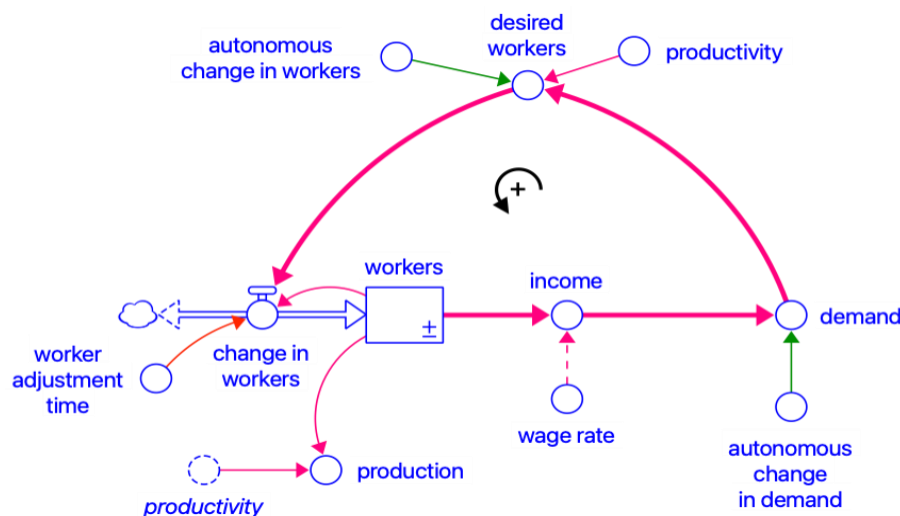 desired
workers
autonomous
change in workers
productivity
+
workers
income
±
demand
worker
adjustment
time
change in
workers
wage rate
autonomous
change
in demand
production
productivity